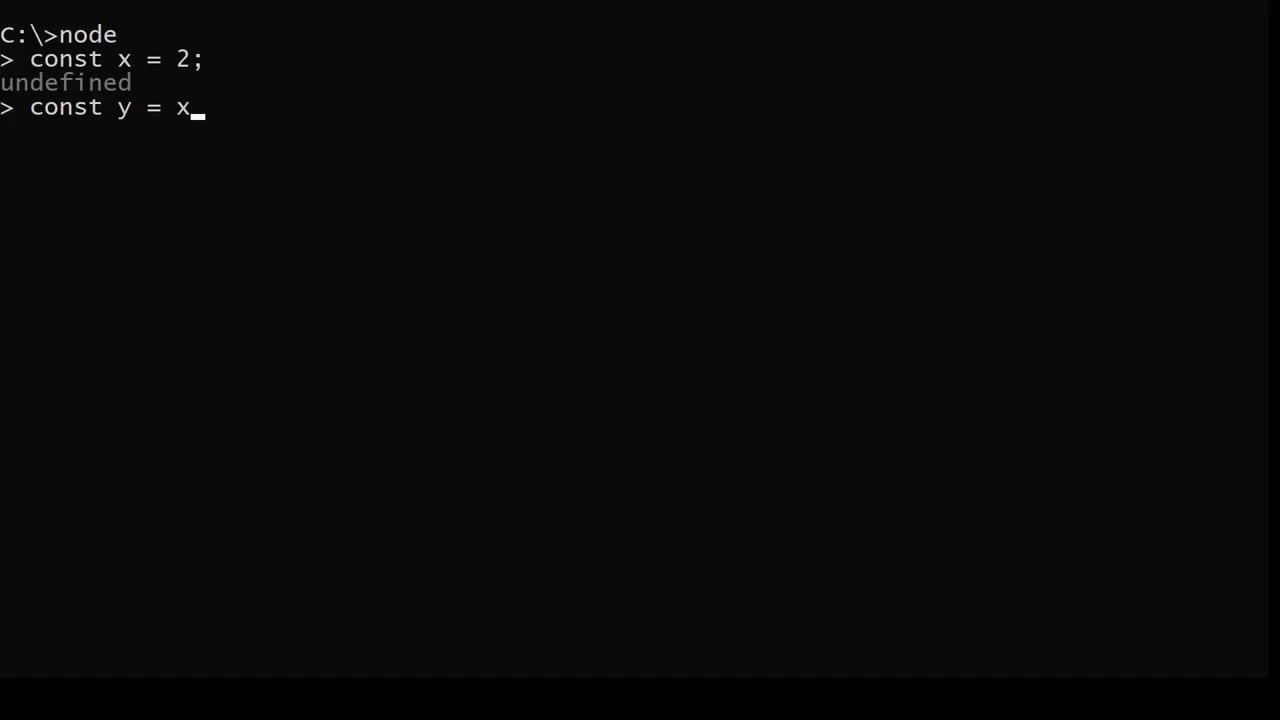 C:\>node
> const x = 2;
undefined
> const y = x